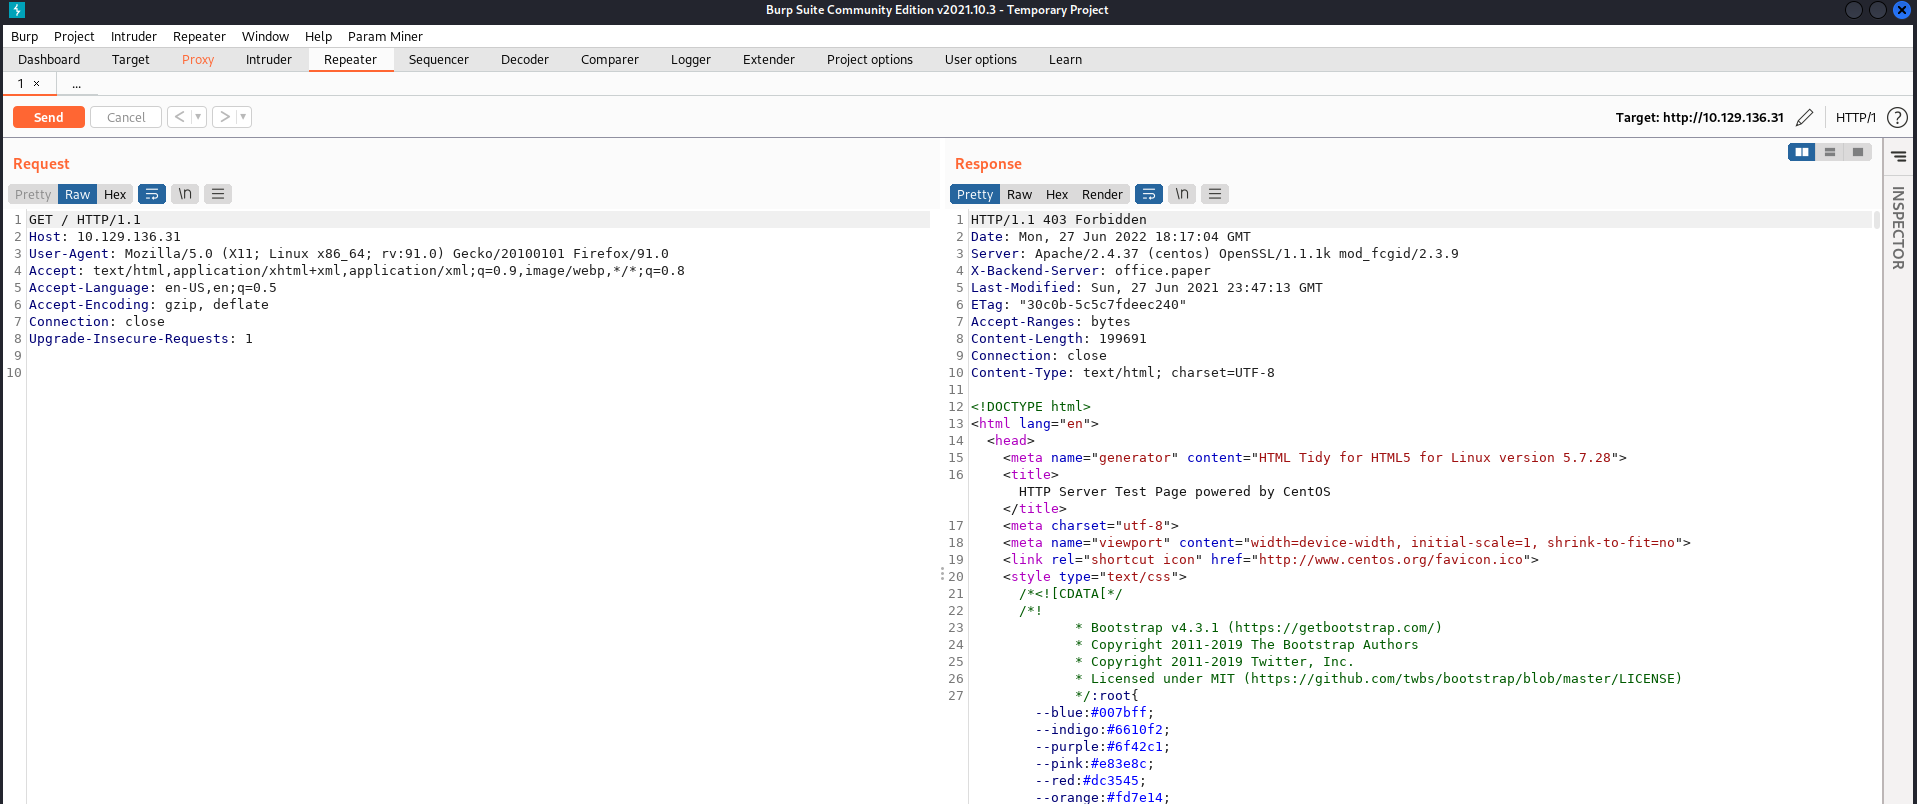 Burp Suite Community Edition v2021.10.3 - Temporary Project
Burp Project Intruder Repeater Window Help Param Miner
Dashboard Target Proxy Intruder Repeater Sequencer Decoder Comparer Logger Extender Project options User options Learn
1 × ...
Send Cancel < > Target: http://10.129.136.31 HTTP/1 ?
Request
Pretty Raw Hex \n
1 GET / HTTP/1.1
2 Host: 10.129.136.31
3 User-Agent: Mozilla/5.0 (X11; Linux x86_64; rv:91.0) Gecko/20100101 Firefox/91.0
4 Accept: text/html,application/xhtml+xml,application/xml;q=0.9,image/webp,*/*;q=0.8
5 Accept-Language: en-US,en;q=0.5
6 Accept-Encoding: gzip, deflate
7 Connection: close
8 Upgrade-Insecure-Requests: 1
9
10
Response
Pretty Raw Hex Render \n
1 HTTP/1.1 403 Forbidden
2 Date: Mon, 27 Jun 2022 18:17:04 GMT
3 Server: Apache/2.4.37 (centos) OpenSSL/1.1.1k mod_fcgid/2.3.9
4 X-Backend-Server: office.paper
5 Last-Modified: Sun, 27 Jun 2021 23:47:13 GMT
6 ETag: "30c0b-5c5c7fdeec240"
7 Accept-Ranges: bytes
8 Content-Length: 199691
9 Connection: close
10 Content-Type: text/html; charset=UTF-8
11
12 <!DOCTYPE html>
13 <html lang="en">
14 <head>
15 <meta name="generator" content="HTML Tidy for HTML5 for Linux version 5.7.28">
16 <title>
HTTP Server Test Page powered by CentOS
</title>
17 <meta charset="utf-8">
18 <meta name="viewport" content="width=device-width, initial-scale=1, shrink-to-fit=no">
19 <link rel="shortcut icon" href="http://www.centos.org/favicon.ico">
20 <style type="text/css">
21 /*<![CDATA[*/
22 /*!
23 * Bootstrap v4.3.1 (https://getbootstrap.com/)
24 * Copyright 2011-2019 The Bootstrap Authors
25 * Copyright 2011-2019 Twitter, Inc.
26 * Licensed under MIT (https://github.com/twbs/bootstrap/blob/master/LICENSE)
27 */:root{
--blue:#007bff;
--indigo:#6610f2;
--purple:#6f42c1;
--pink:#e83e8c;
--red:#dc3545;
--orange:#fd7e14;
INSPECTOR